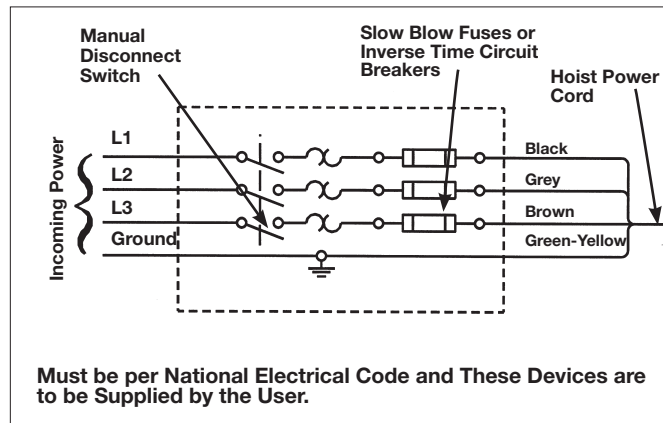 Manual
Disconnect
Switch
Slow Blow Fuses or
Inverse Time Circuit
Breakers
Hoist Power
Cord
Incoming Power
L1
L2
L3
Ground
Black
Grey
Brown
Green-Yellow
Must be per National Electrical Code and These Devices are
to be Supplied by the User.